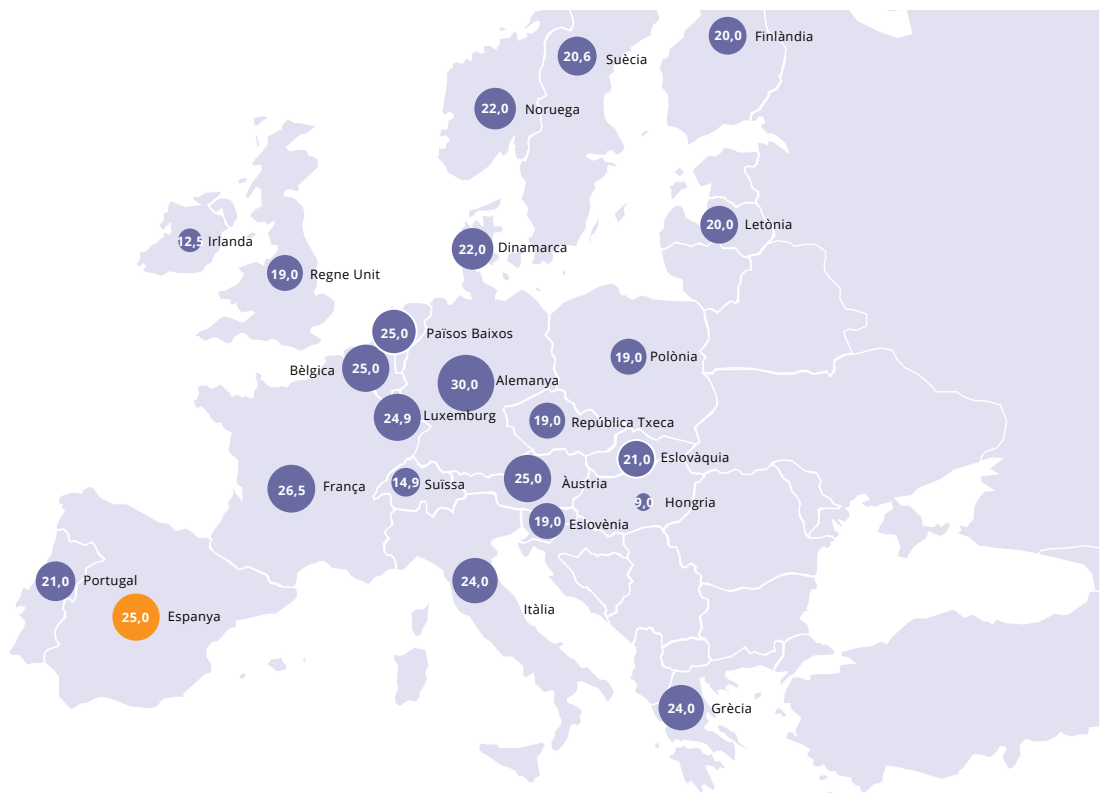 20,0 Finlàndia
20,6 Suècia
22,0 Noruega
20,0 Letònia
12,5 Irlanda
22,0 Dinamarca
19,0 Regne Unit
25,0 Països Baixos
19,0 Polònia
Bèlgica 25,0
30,0 Alemanya
24,9 Luxemburg
19,0 República Txeca
21,0 Eslovàquia
26,5 França
14,9 Suïssa
25,0 Àustria
9,0 Hongria
19,0 Eslovènia
21,0 Portugal
24,0 Itàlia
25,0 Espanya
24,0 Grècia